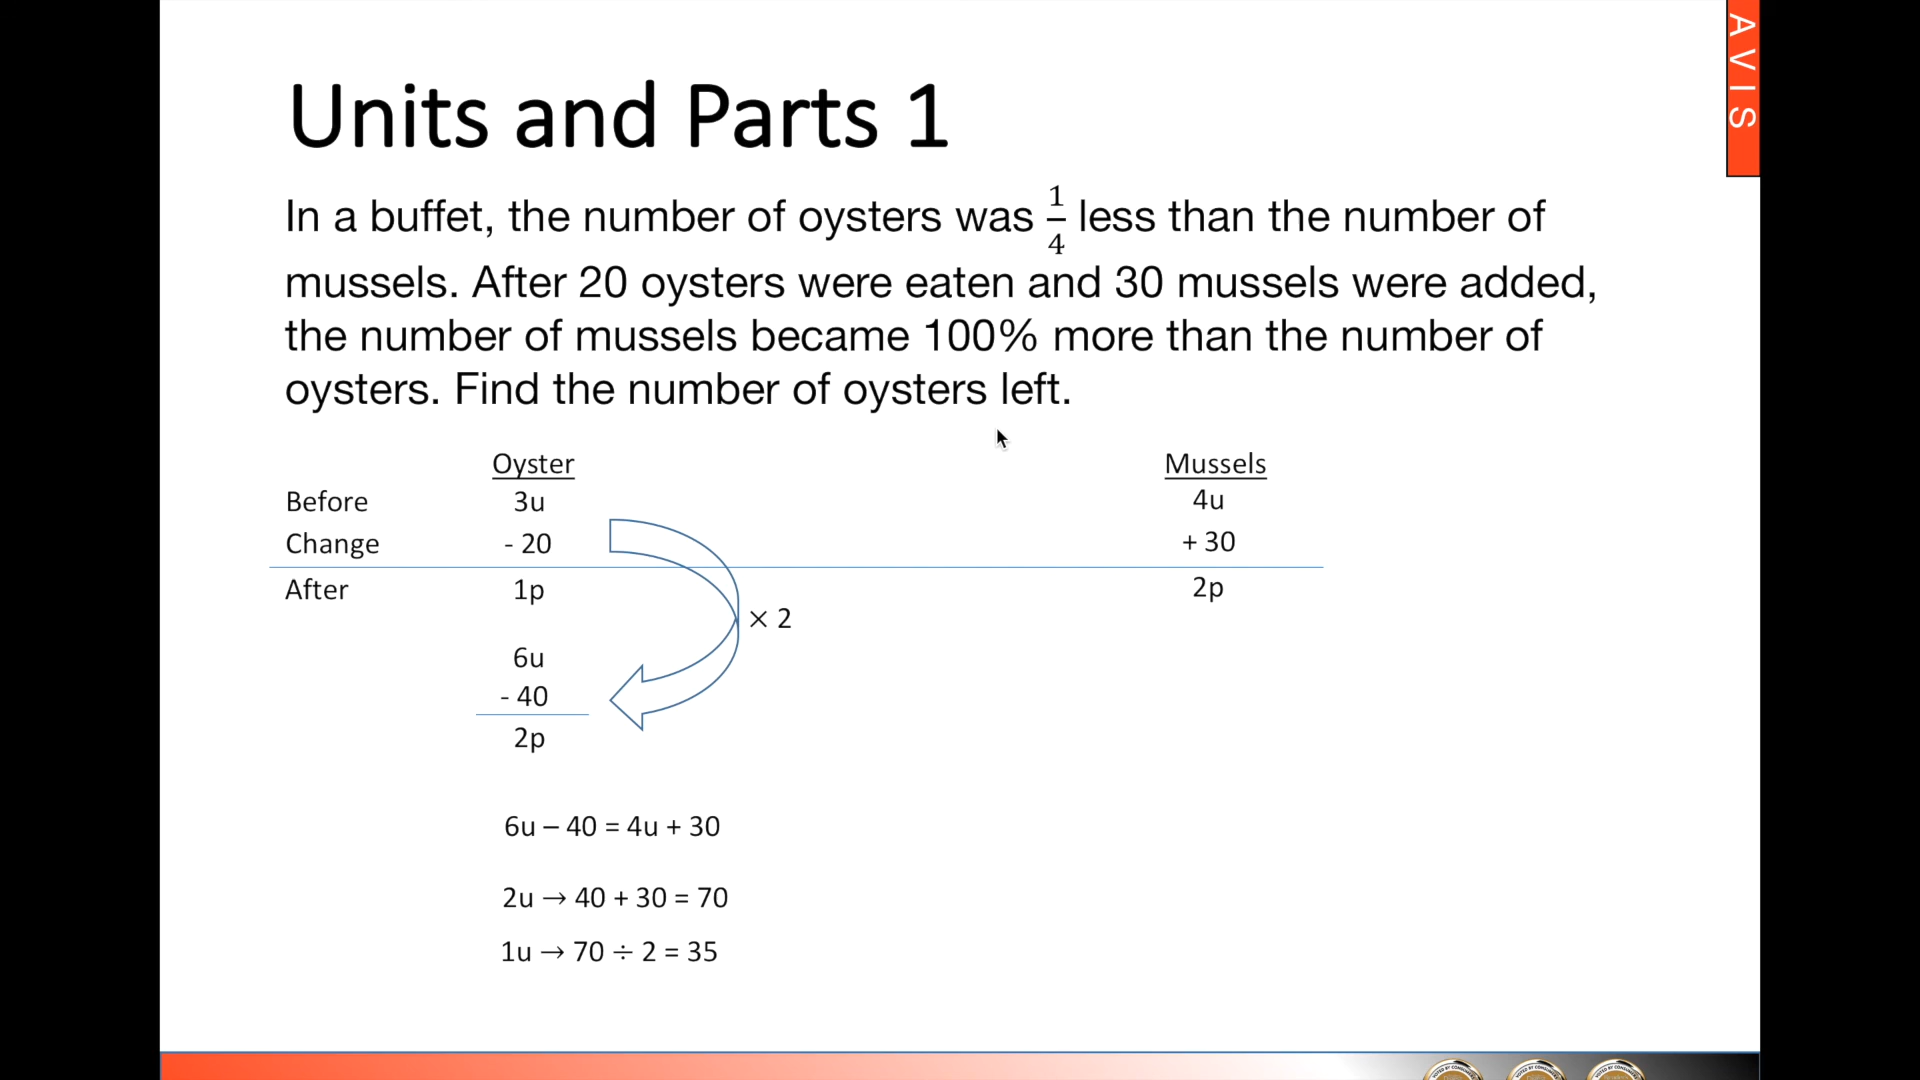 AVIS
Units and Parts 1
In a buffet, the number of oysters was 1/4 less than the number of
mussels. After 20 oysters were eaten and 30 mussels were added,
the number of mussels became 100% more than the number of
oysters. Find the number of oysters left.
Oyster Mussels
Before 3u 4u
Change - 20 + 30
After 1p 2p
× 2
6u
- 40
2p
6u – 40 = 4u + 30
2u → 40 + 30 = 70
1u → 70 ÷ 2 = 35